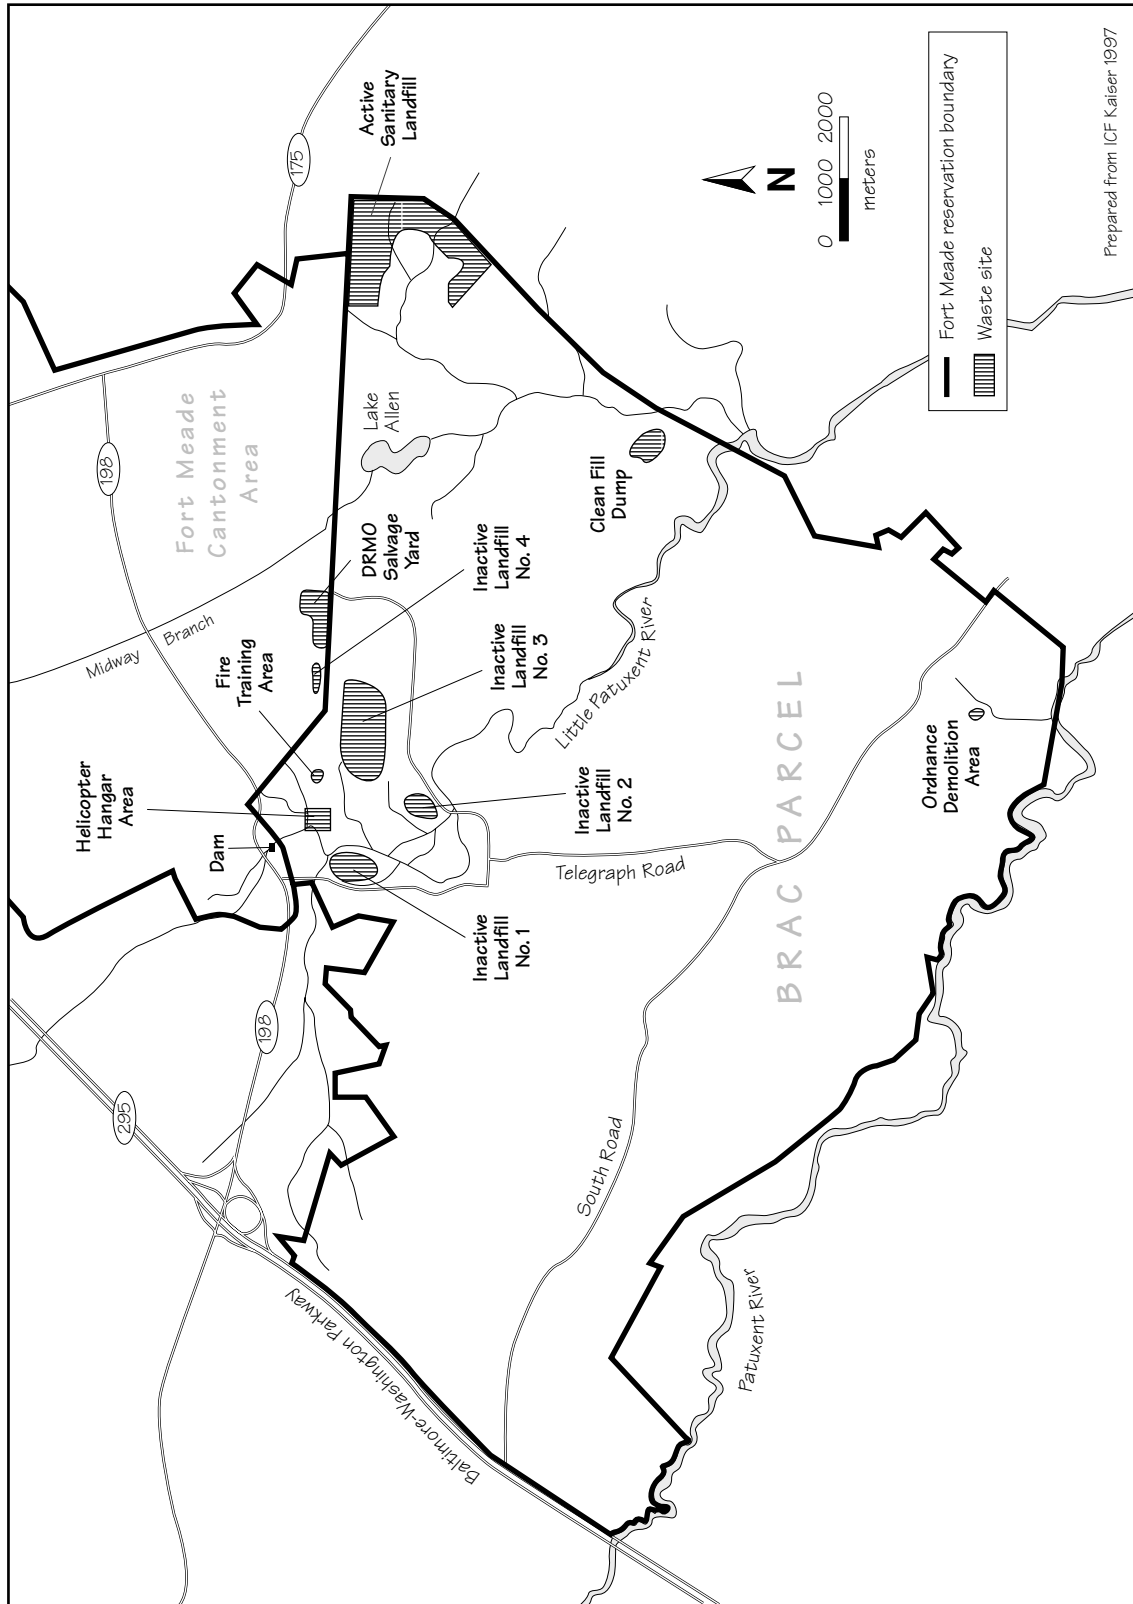 295
198
198
175
Helicopter
Hangar
Area
Dam
Fire
Training
Area
Midway
Branch
Fort Meade
Cantonment
Area
Active
Sanitary
Landfill
Lake
Allen
DRMO
Salvage
Yard
Inactive
Landfill
No. 4
Inactive
Landfill
No. 3
Inactive
Landfill
No. 2
Inactive
Landfill
No. 1
Clean Fill
Dump
Little Patuxent River
Telegraph Road
South Road
Baltimore-Washington Parkway
BRAC PARCEL
Patuxent River
Ordnance
Demolition
Area
N
0 1000 2000
meters
Fort Meade reservation boundary
Waste site
Prepared from ICF Kaiser 1997